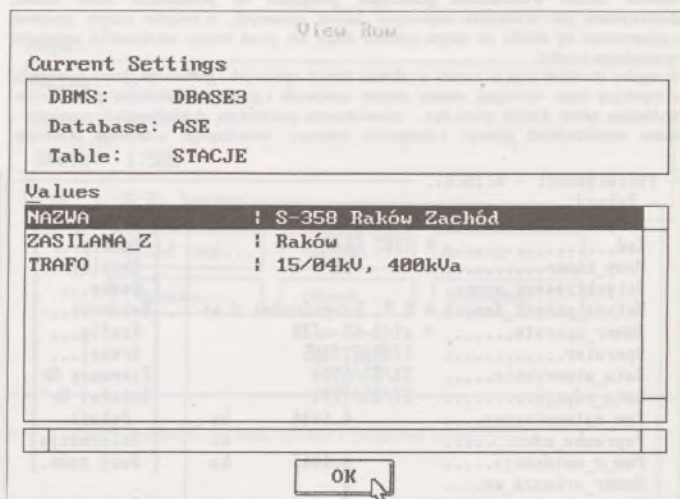 View Row
Current Settings
DBMS: DBASE3
Database: ASE
Table: STACJE
Values
NAZWA : S-358 Raków Zachód
ZASILANA_Z : Raków
TRAFO : 15/04kV, 400kVa
OK